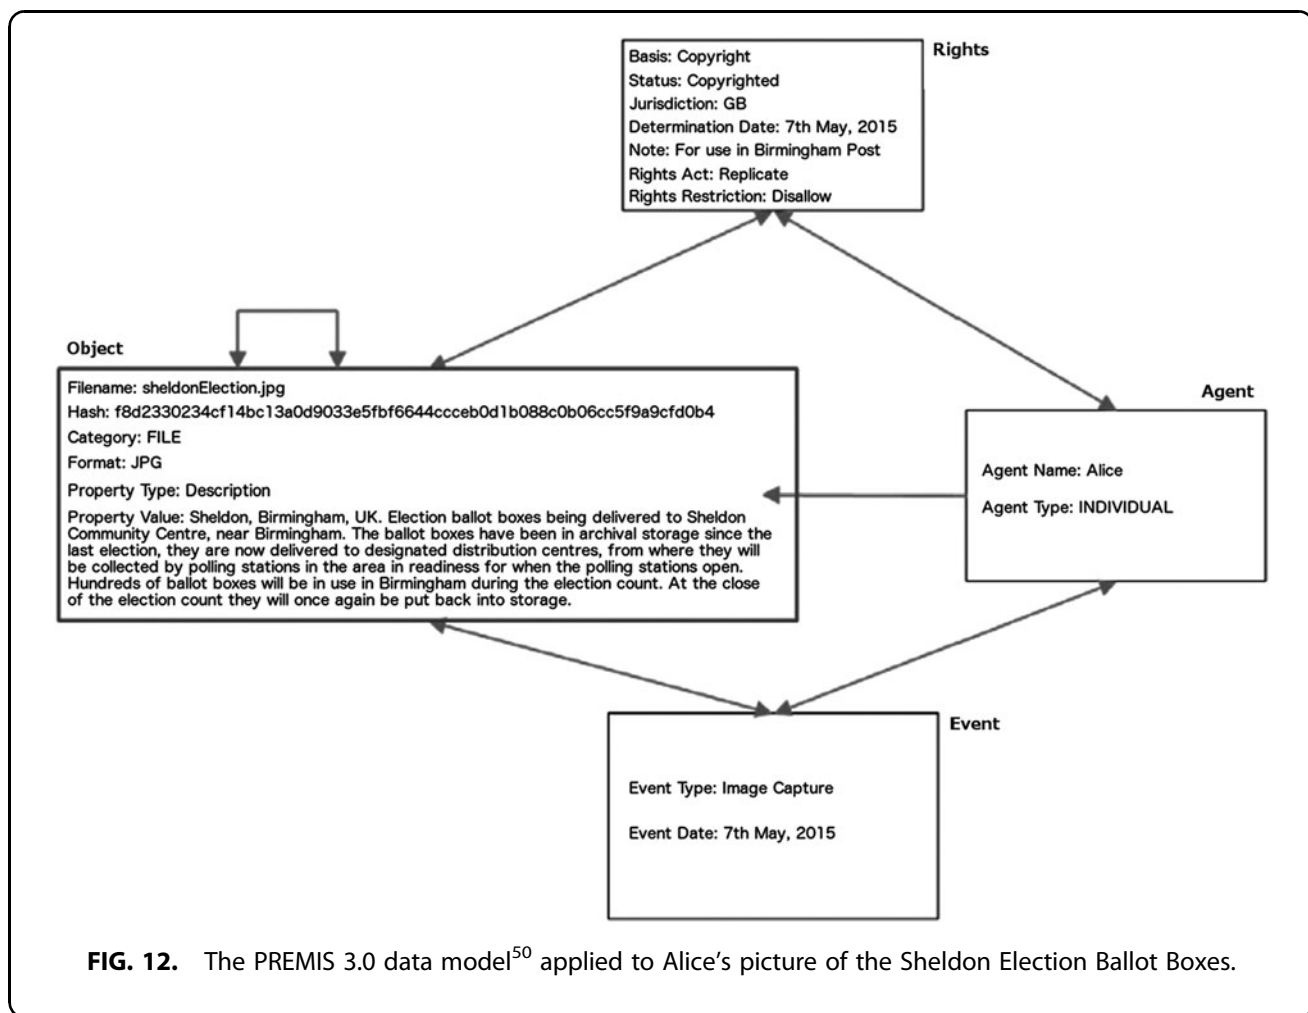 Rights
Basis: Copyright
Status: Copyrighted
Jurisdiction: GB
Determination Date: 7th May, 2015
Note: For use in Birmingham Post
Rights Act: Replicate
Rights Restriction: Disallow
Object
Filename: sheldonElection.jpg
Hash: f8d2330234cf14bc13a0d9033e5fbf6644ccceb0d1b088c0b06cc5f9a9cfd0b4
Category: FILE
Format: JPG
Property Type: Description
Property Value: Sheldon, Birmingham, UK. Election ballot boxes being delivered to Sheldon
Community Centre, near Birmingham. The ballot boxes have been in archival storage since the
last election, they are now delivered to designated distribution centres, from where they will
be collected by polling stations in the area in readiness for when the polling stations open.
Hundreds of ballot boxes will be in use in Birmingham during the election count. At the close
of the election count they will once again be put back into storage.
Agent
Agent Name: Alice
Agent Type: INDIVIDUAL
Event
Event Type: Image Capture
Event Date: 7th May, 2015
FIG. 12. The PREMIS 3.0 data model50 applied to Alice's picture of the Sheldon Election Ballot Boxes.